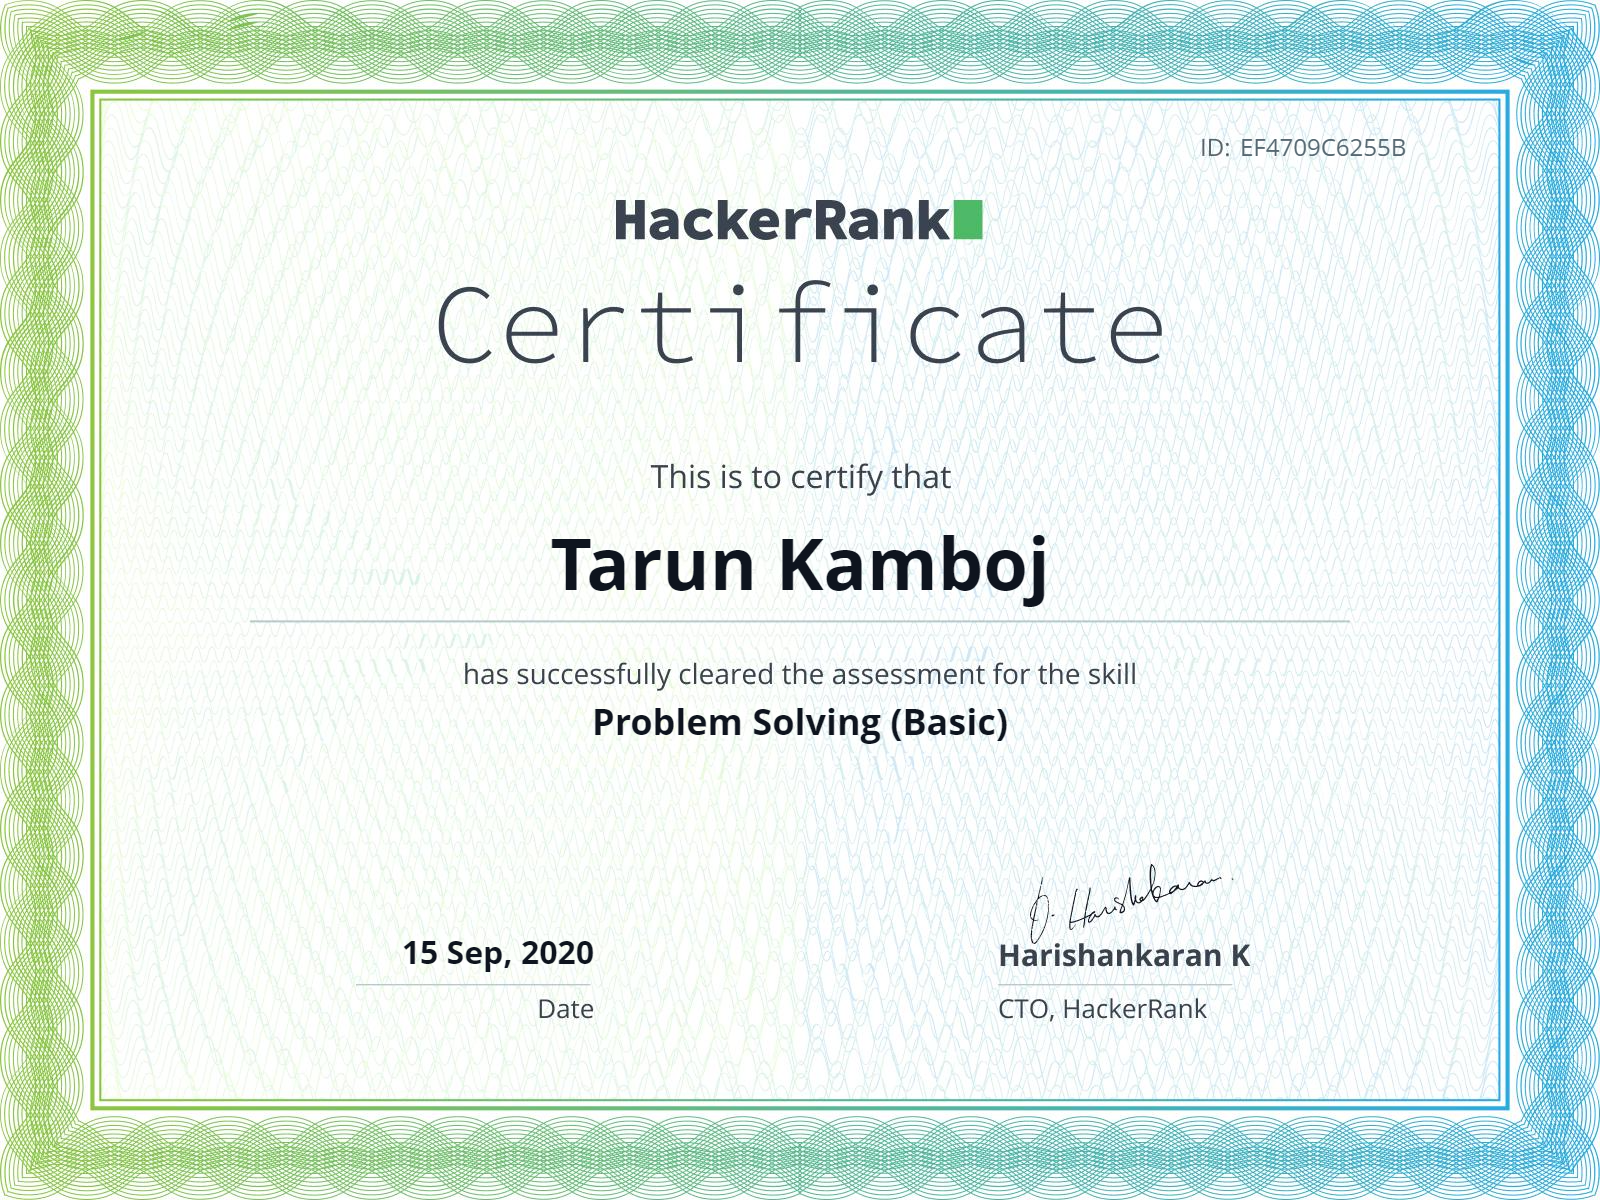 ID: EF4709C6255B
HackerRank
Certificate
This is to certify that
Tarun Kamboj
has successfully cleared the assessment for the skill
Problem Solving (Basic)
15 Sep, 2020
Date
Harishankaran K
CTO, HackerRank